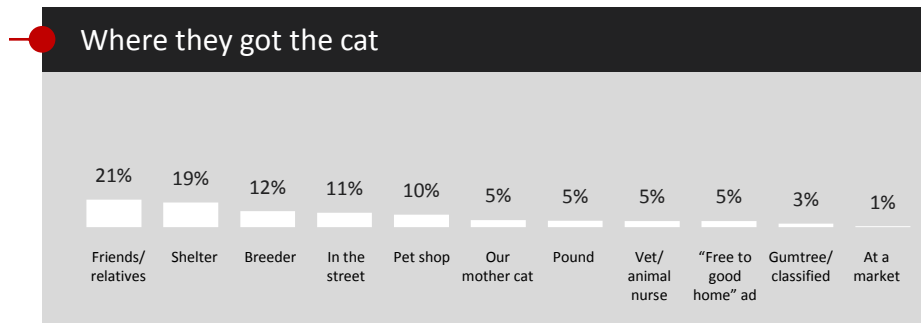 Where they got the cat
21% 19% 12% 11% 10% 5% 5% 5% 5% 3% 1%
Friends/
relatives
Shelter
Breeder
In the
street
Pet shop
Our
mother cat
Pound
Vet/
animal
nurse
“Free to
good
home” ad
Gumtree/
classified
At a
market